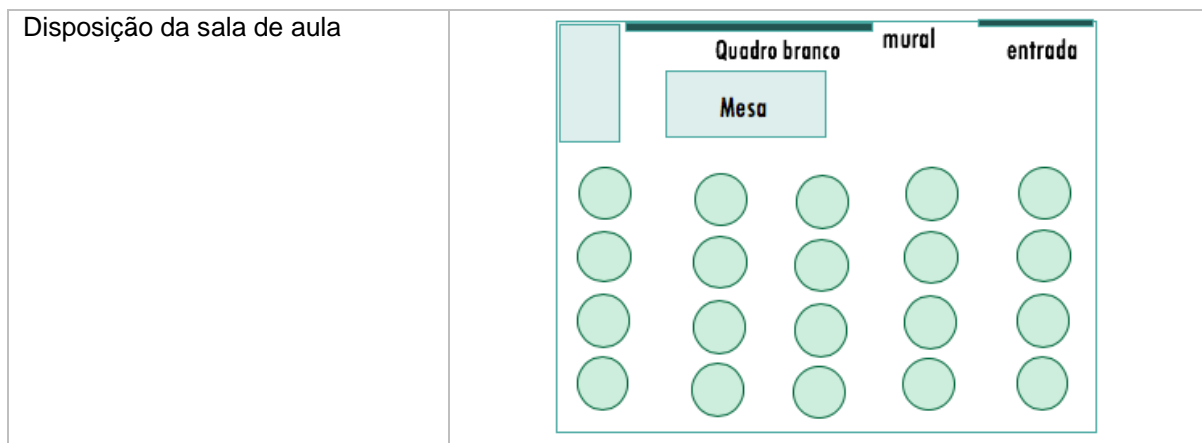 Disposição da sala de aula
Quadro branco
mural
entrada
Mesa